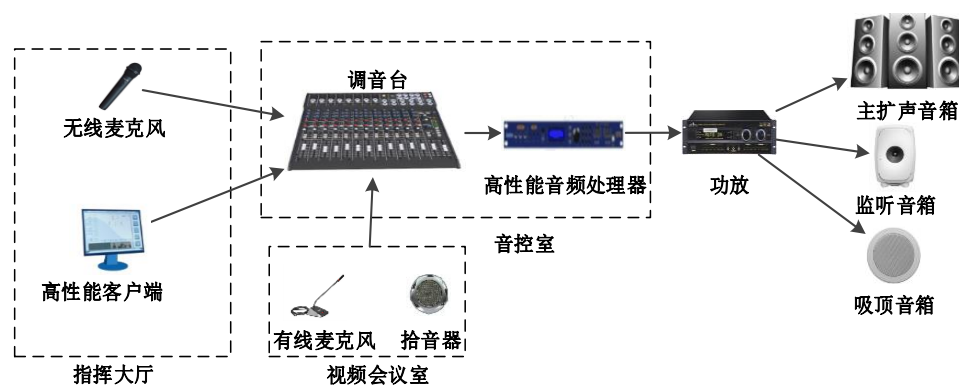 调音台
无线麦克风
主扩声音箱
高性能音频处理器
功放
监听音箱
音控室
高性能客户端
吸顶音箱
有线麦克风
拾音器
指挥大厅
视频会议室